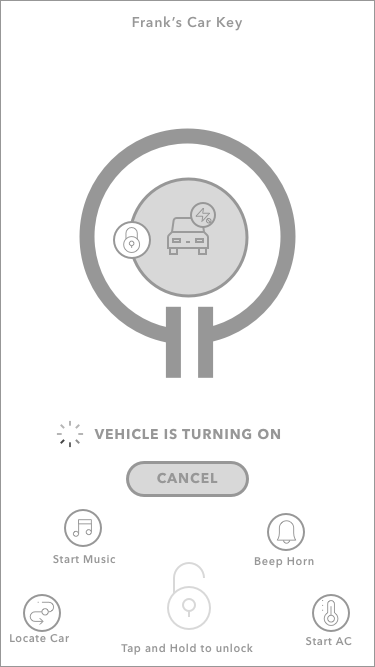 Frank's Car Key
VEHICLE IS TURNING ON
CANCEL
Start Music
Beep Horn
Locate Car
Tap and Hold to unlock
Start AC